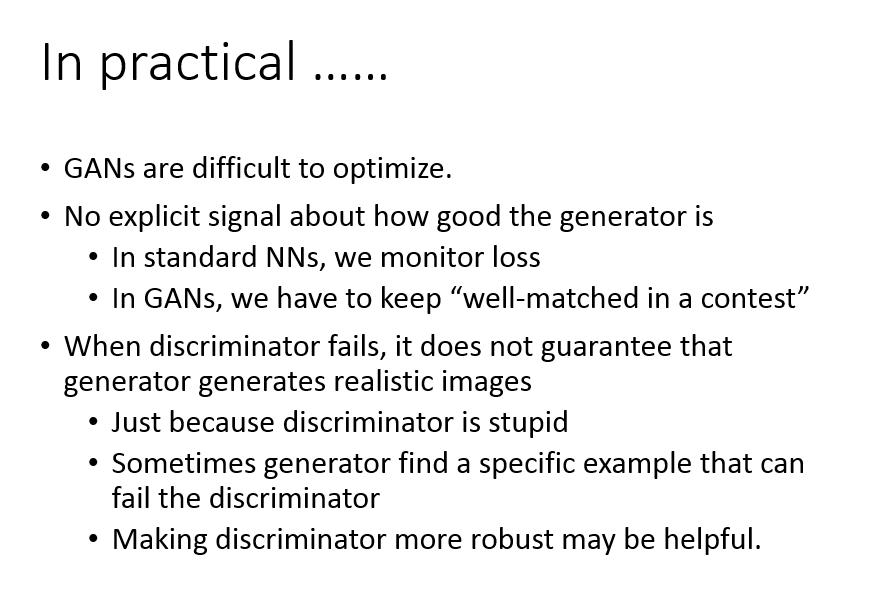 In practical ……
• GANs are difficult to optimize.
• No explicit signal about how good the generator is
• In standard NNs, we monitor loss
• In GANs, we have to keep “well-matched in a contest”
• When discriminator fails, it does not guarantee that
generator generates realistic images
• Just because discriminator is stupid
• Sometimes generator find a specific example that can
fail the discriminator
• Making discriminator more robust may be helpful.